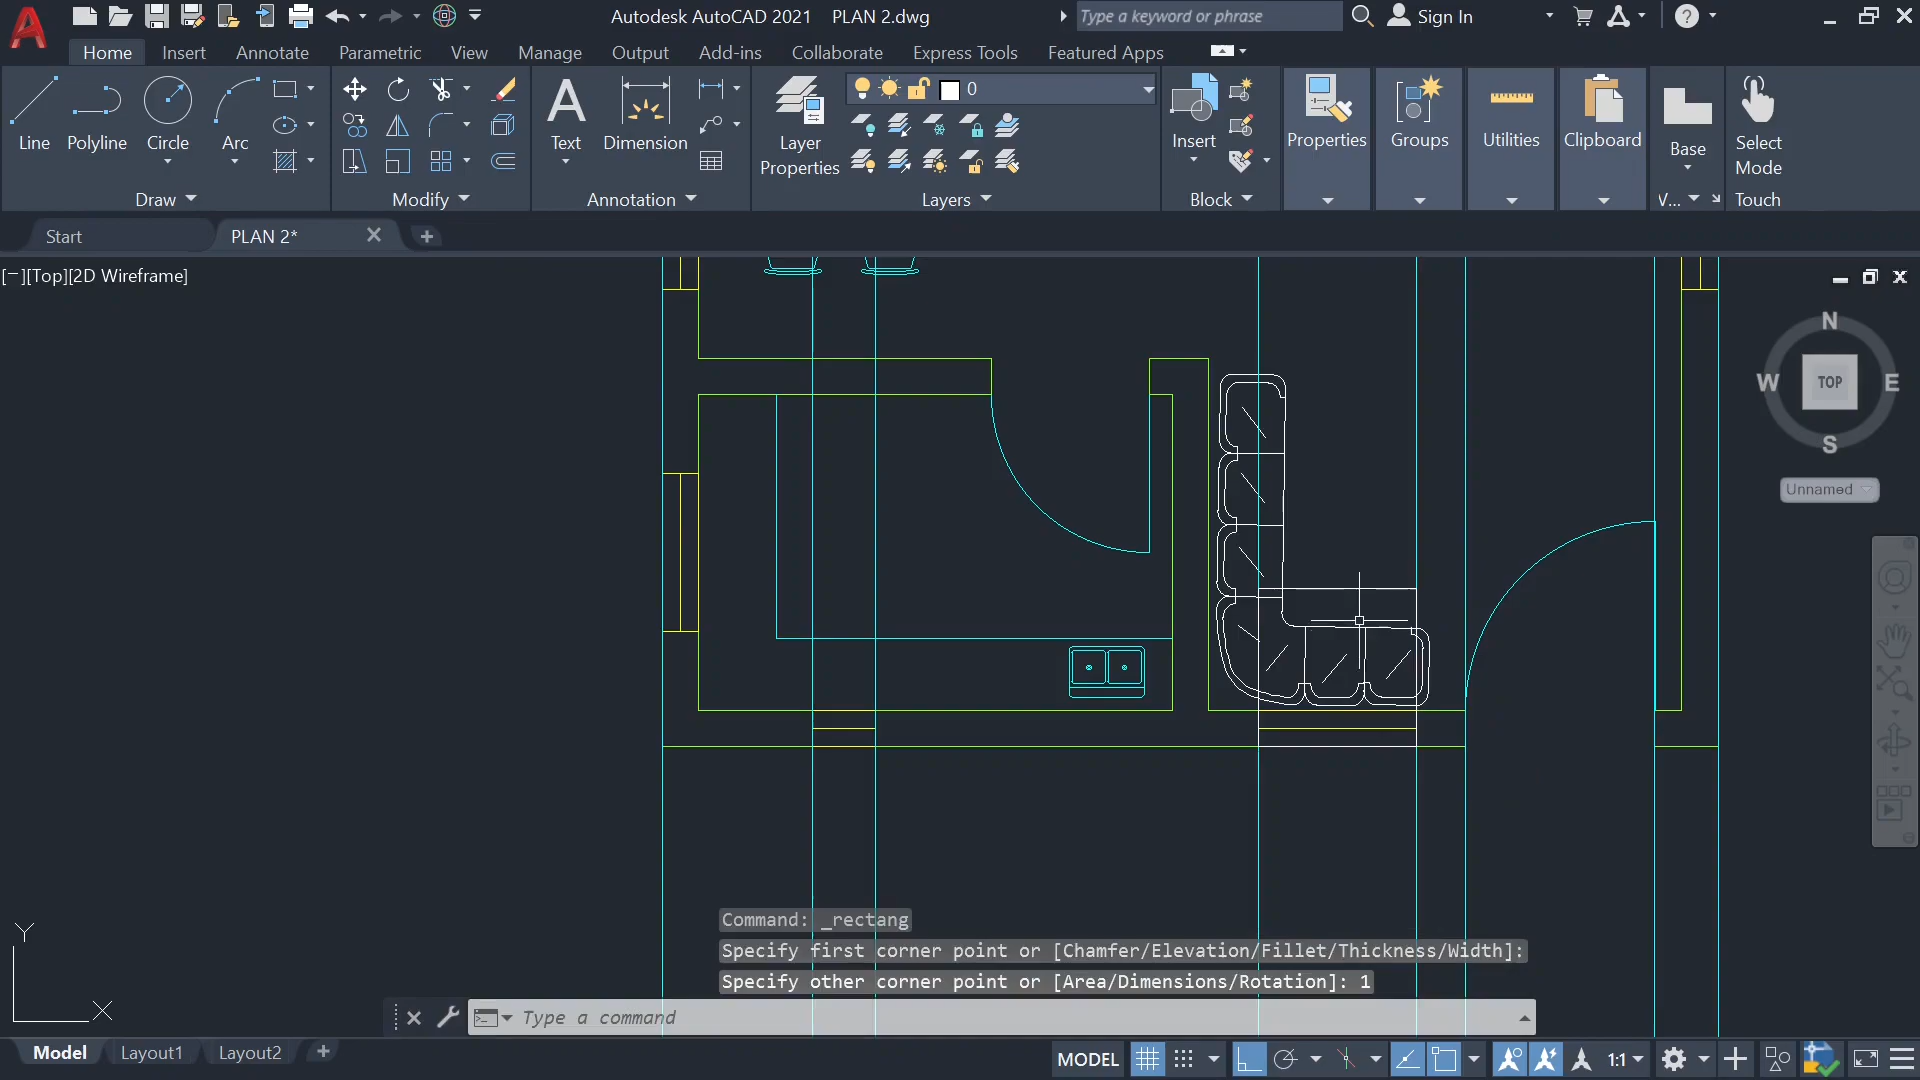 Autodesk AutoCAD 2021 PLAN 2.dwg
Type a keyword or phrase
Sign In
Home Insert Annotate Parametric View Manage Output Add-ins Collaborate Express Tools Featured Apps
Line Polyline Circle Arc
Draw
Modify
Text Dimension
Annotation
Layer
Properties
0
Layers
Insert
Block
Properties
Groups
Utilities
Clipboard
Base
V...
Select
Mode
Touch
Start
PLAN 2*
[−][Top][2D Wireframe]
N
W TOP E
S
Unnamed
Command: _rectang
Specify first corner point or [Chamfer/Elevation/Fillet/Thickness/Width]:
Specify other corner point or [Area/Dimensions/Rotation]: 1
Type a command
Y
X
Model Layout1 Layout2
MODEL
1:1